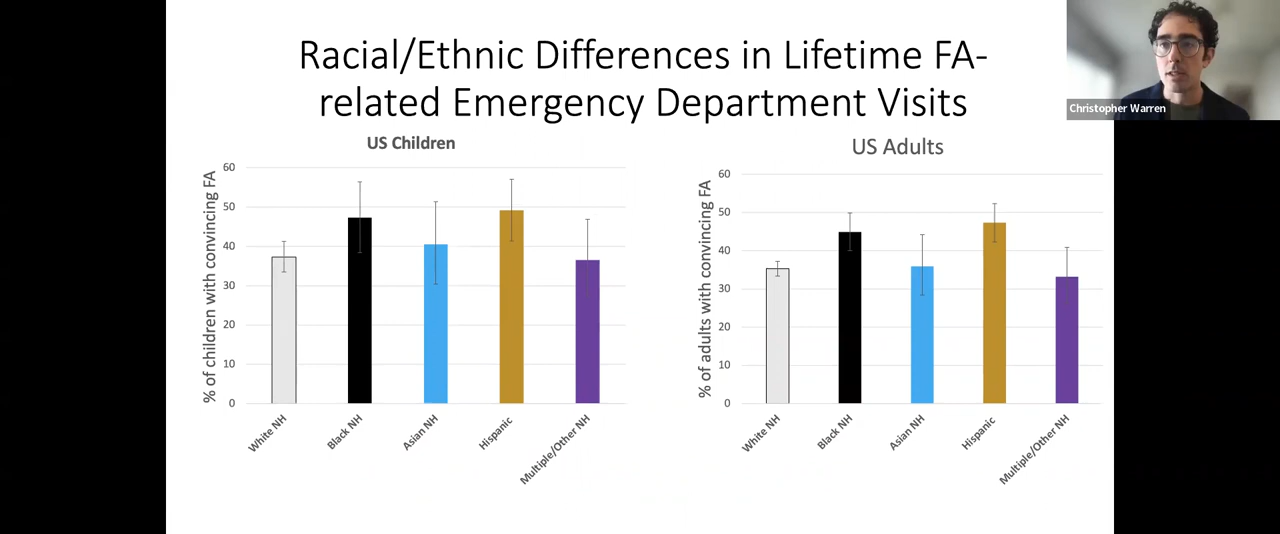 Racial/Ethnic Differences in Lifetime FA-
related Emergency Department Visits
Christopher Warren
US Children
% of children with convincing FA
60
50
40
30
20
10
0
White NH
Black NH
Asian NH
Hispanic
Multiple/Other NH
US Adults
% of adults with convincing FA
60
50
40
30
20
10
0
White NH
Black NH
Asian NH
Hispanic
Multiple/Other NH